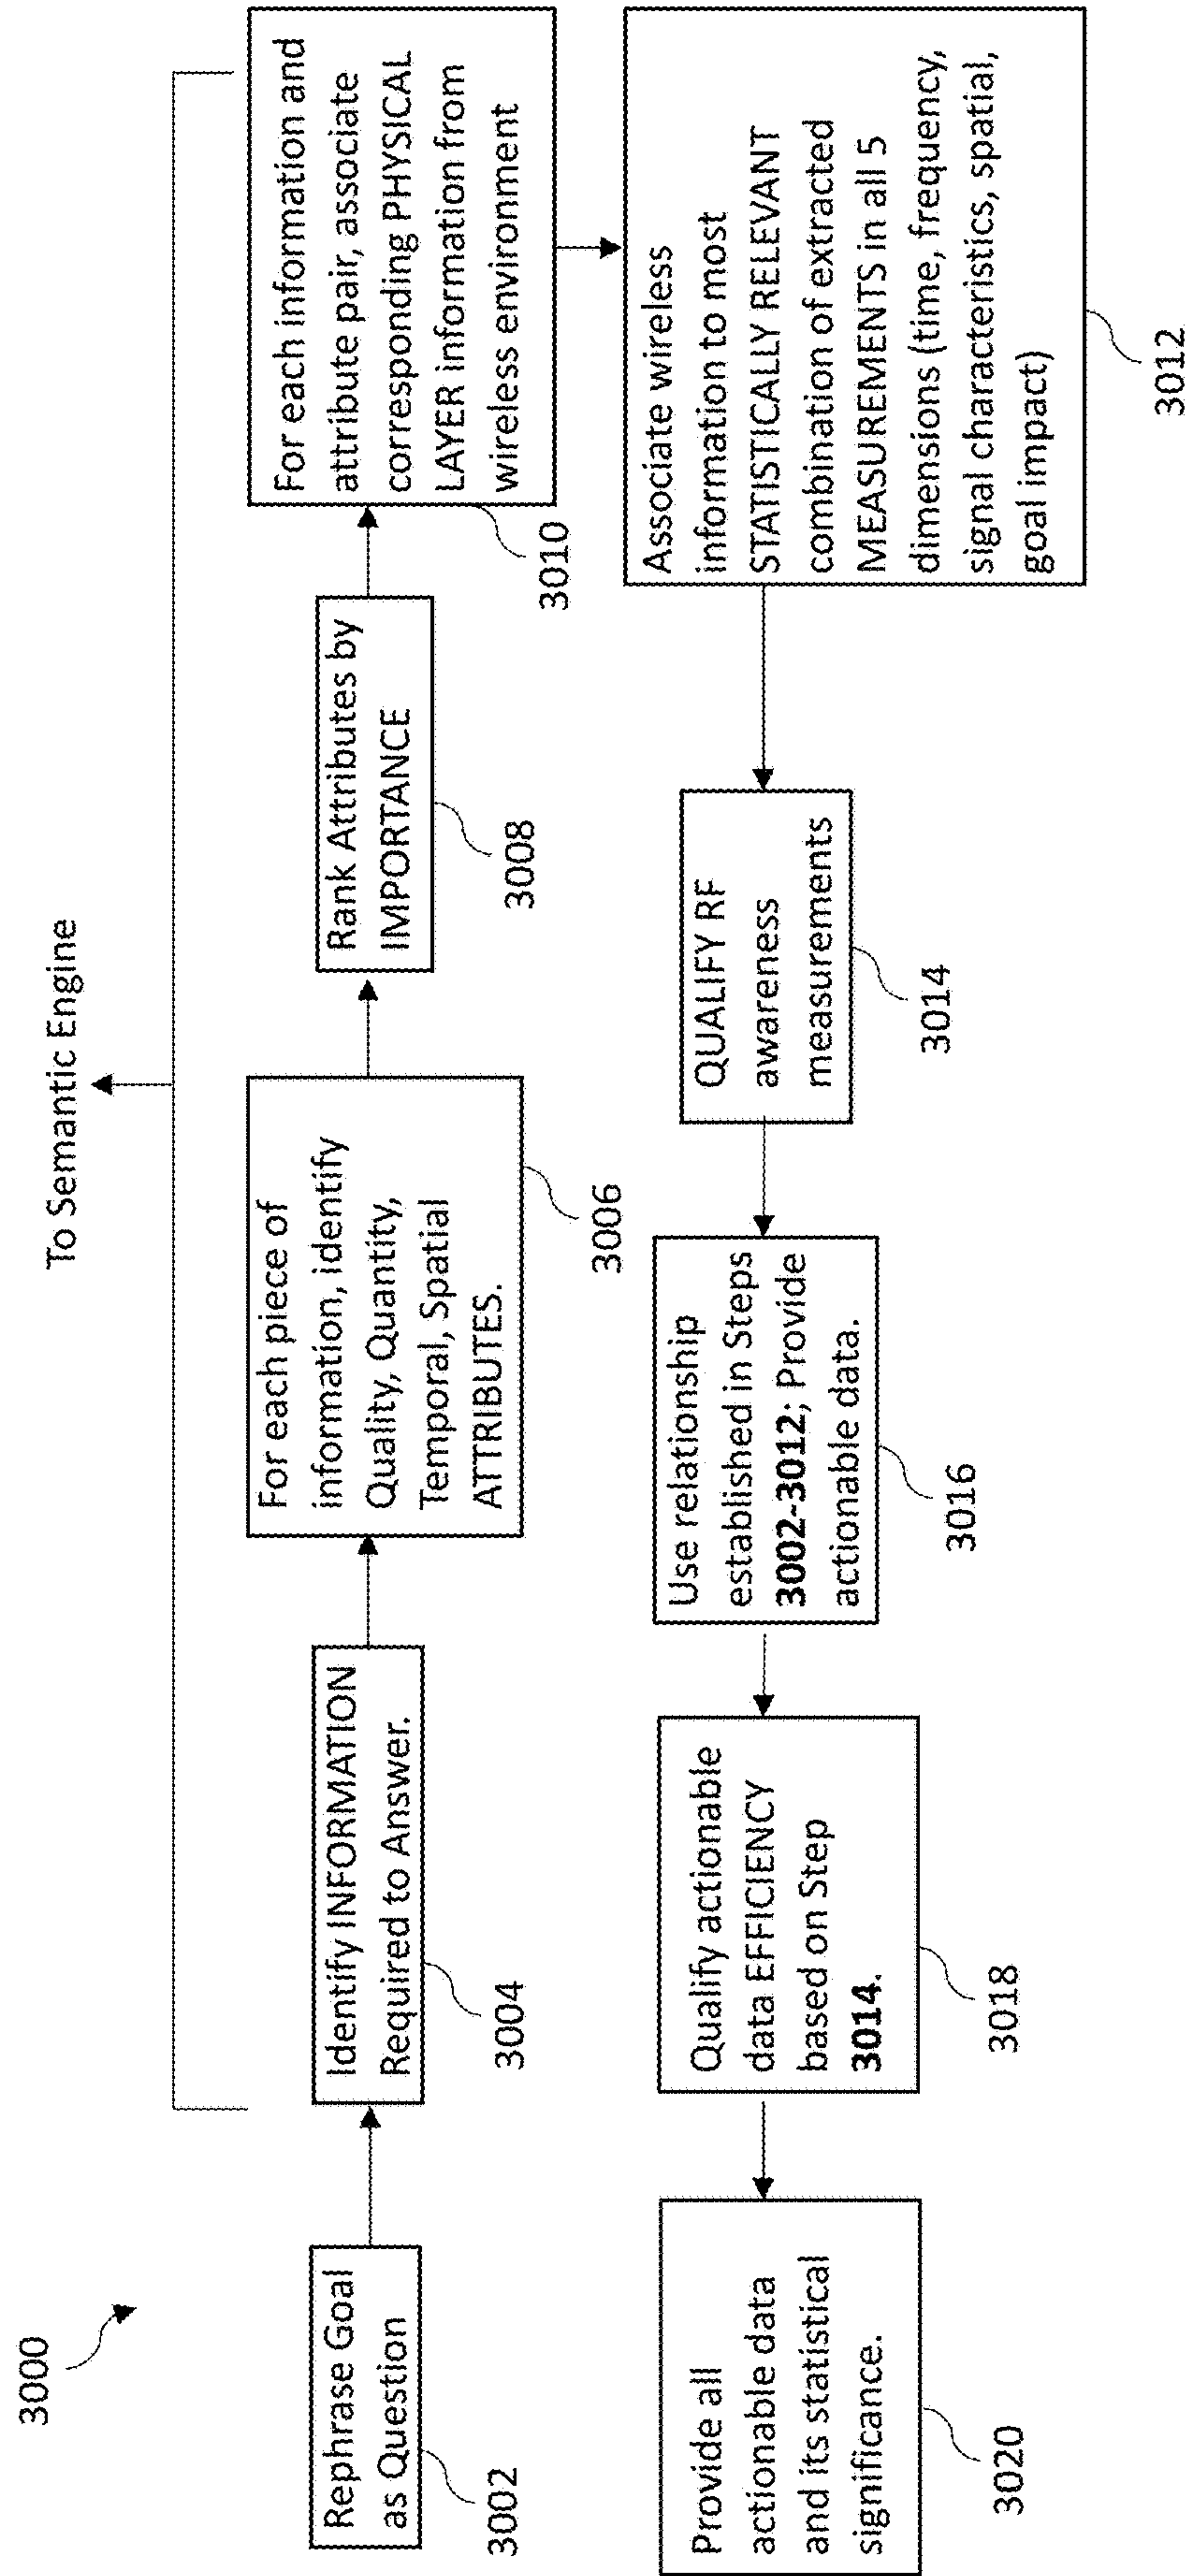 3000
To Semantic Engine
Rephrase Goal
as Question
3002
Identify INFORMATION
Required to Answer.
3004
For each piece of
information, identify
Quality, Quantity,
Temporal, Spatial
ATTRIBUTES.
3006
Rank Attributes by
IMPORTANCE
3008
For each information and
attribute pair, associate
corresponding PHYSICAL
LAYER information from
wireless environment
3010
Associate wireless
information to most
STATISTICALLY RELEVANT
combination of extracted
MEASUREMENTS in all 5
dimensions (time, frequency,
signal characteristics, spatial,
goal impact)
3012
QUALIFY RF
awareness
measurements
3014
Use relationship
established in Steps
3002-3012; Provide
actionable data.
3016
Qualify actionable
data EFFICIENCY
based on Step
3014.
3018
Provide all
actionable data
and its statistical
significance.
3020